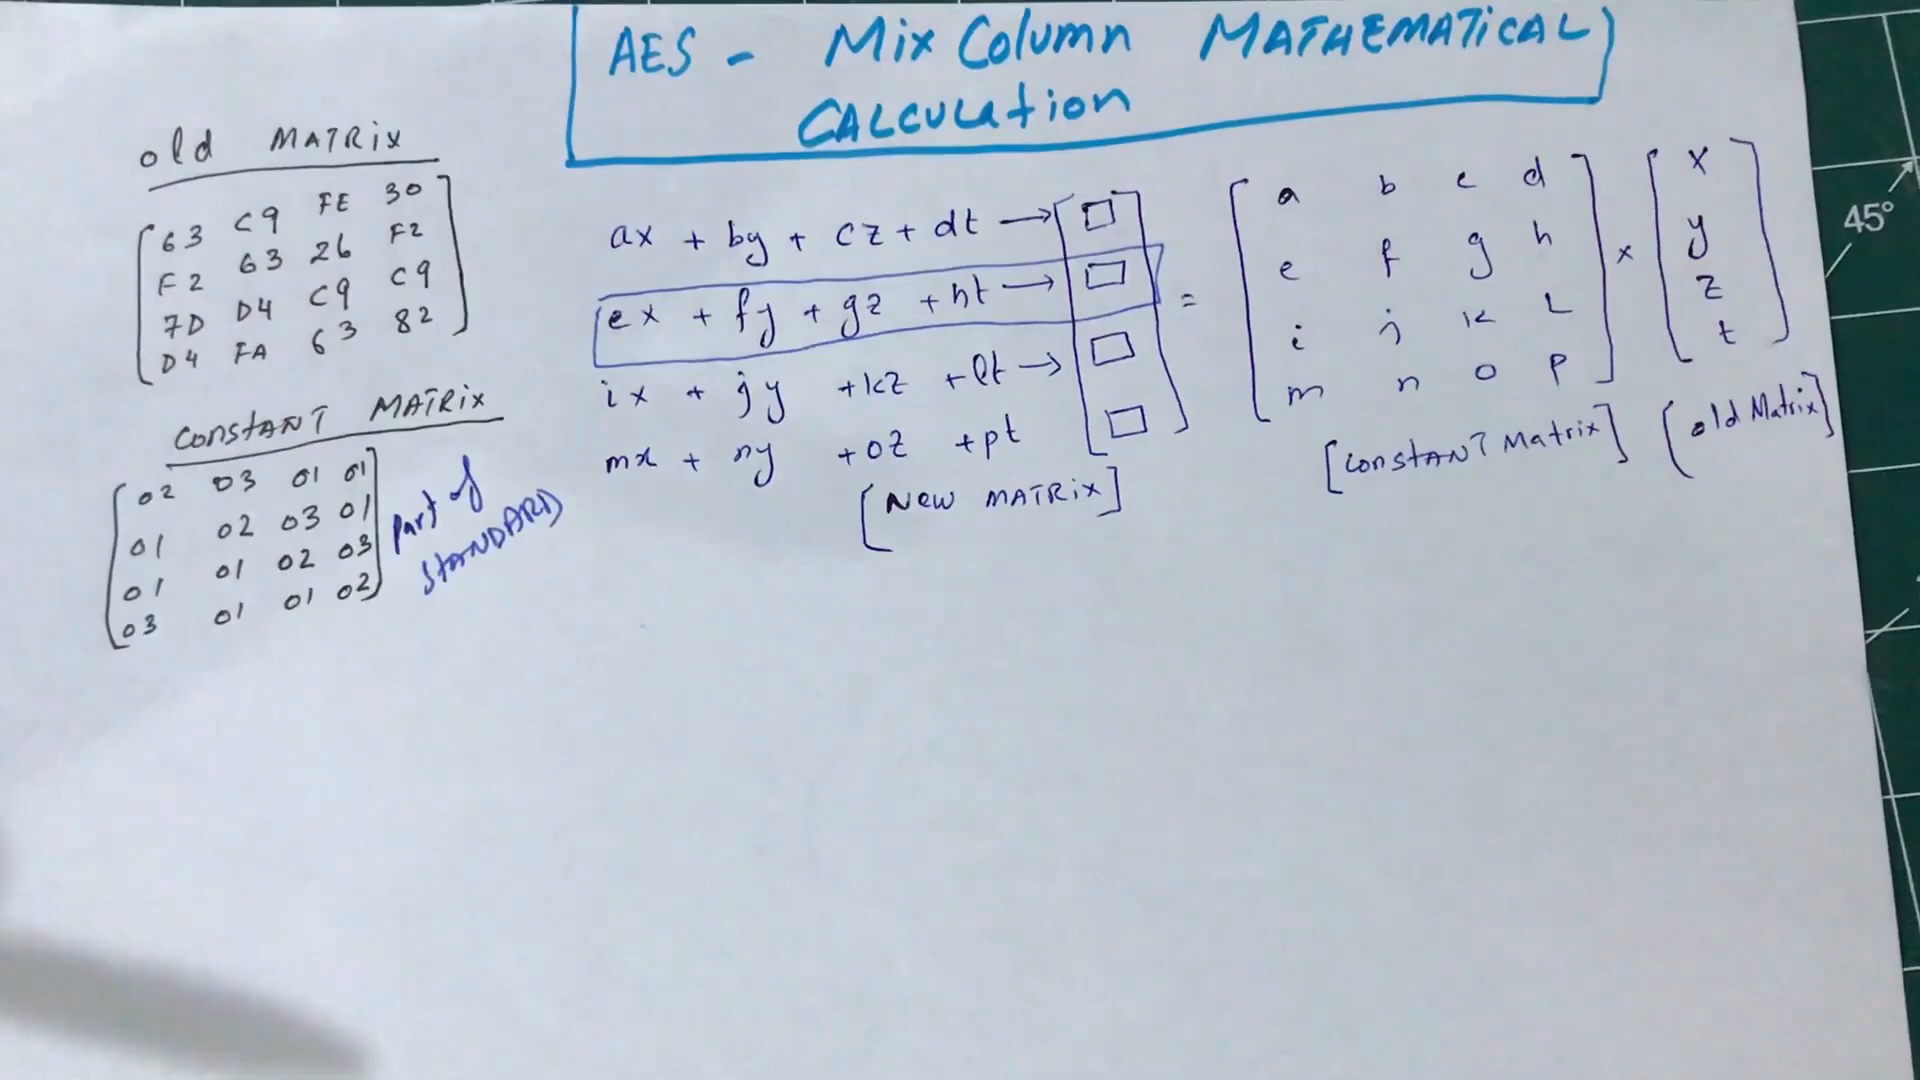 AES - Mix Column MATHEMATICAL
CALCULATION
old MATRIX
63 C9 FE 30
F2 63 26 F2
7D D4 C9 C9
D4 FA 63 82
CONSTANT MATRIX
02 03 01 01
01 02 03 01
01 01 02 03
03 01 01 02
Part of
STANDARD
ax + by + cz + dt → □
ex + fy + gz + ht → □
ix + jy + kz + lt → □
mx + ny + oz + pt □
[New MATRIX]
=
a b c d
e f g h
i j k L
m n o p
[CONSTANT Matrix]
×
x
y
z
t
[old Matrix]
45°